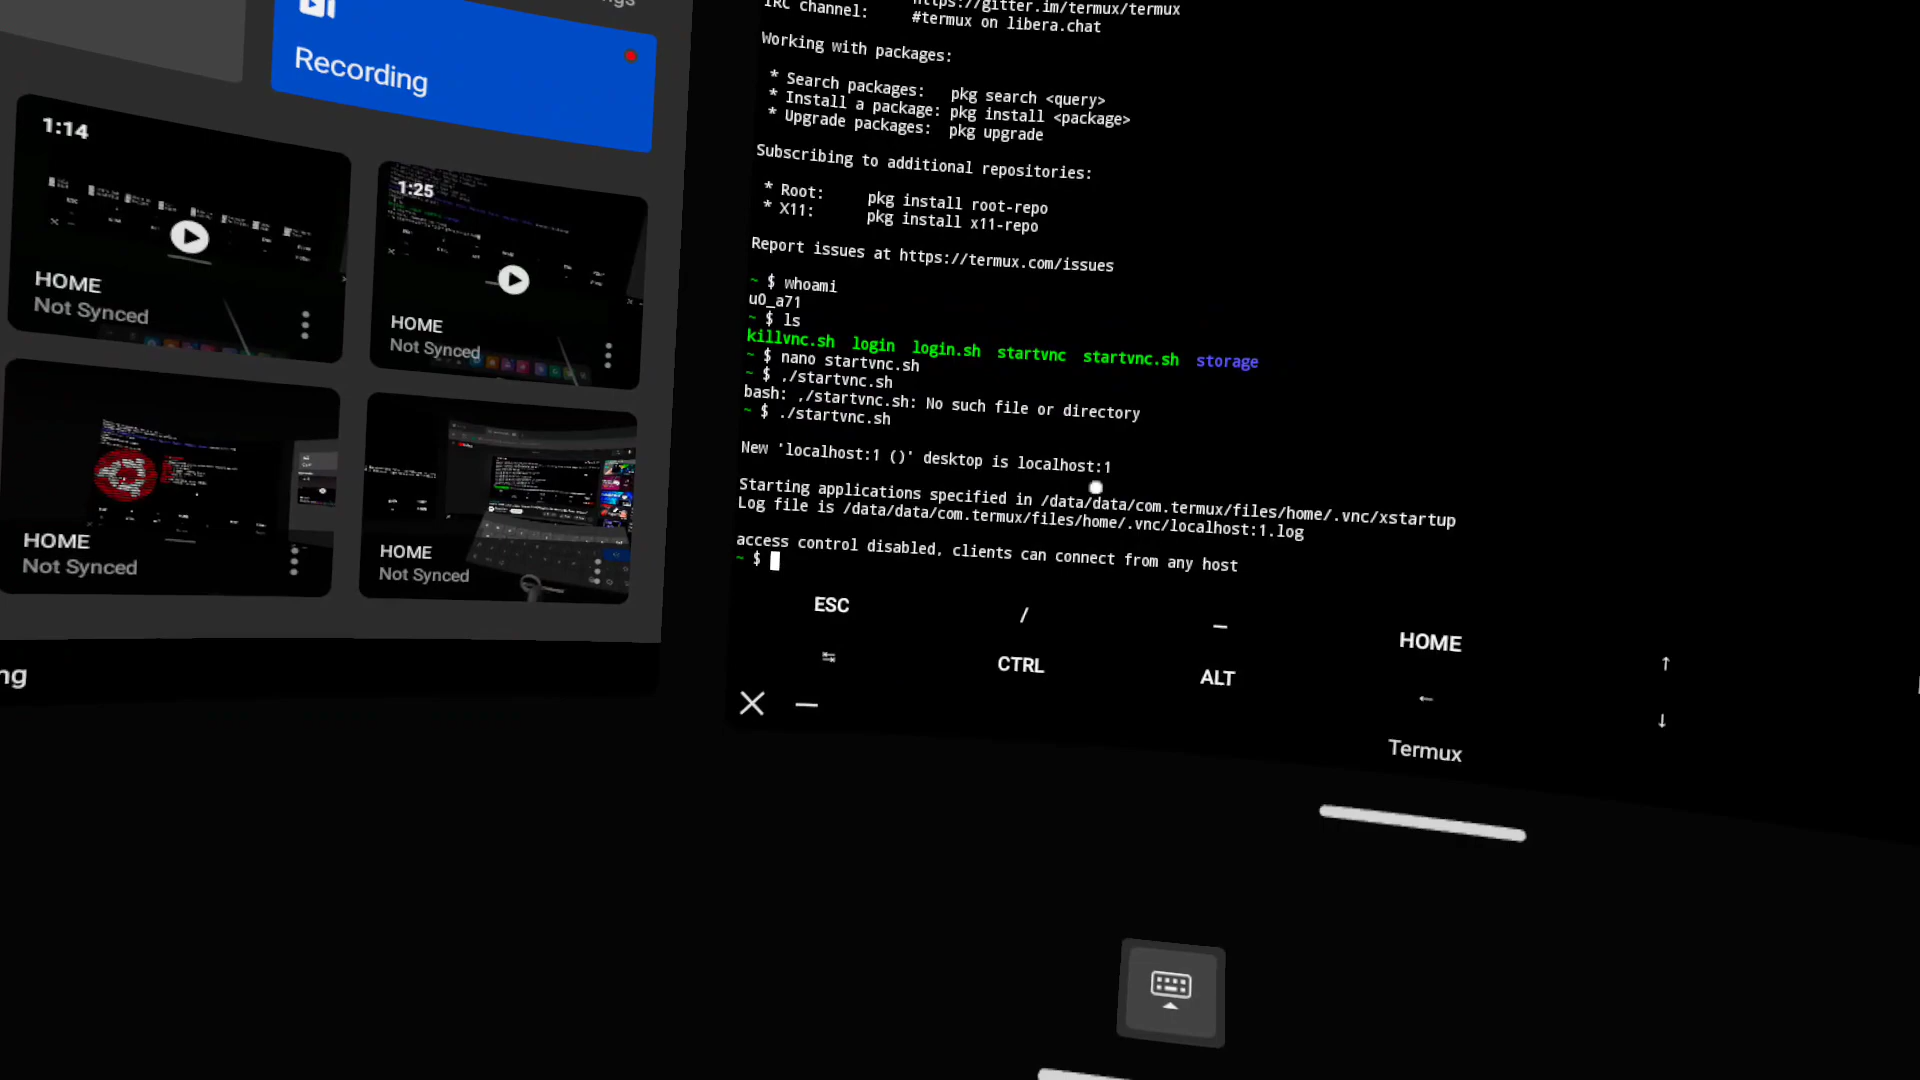 Recording
1:14
HOME
Not Synced
1:25
HOME
Not Synced
HOME
Not Synced
HOME
Not Synced
ng
https://gitter.im/termux/termux
IRC channel: #termux on libera.chat
Working with packages:
* Search packages: pkg search <query>
* Install a package: pkg install <package>
* Upgrade packages: pkg upgrade
Subscribing to additional repositories:
* Root: pkg install root-repo
* X11: pkg install x11-repo
Report issues at https://termux.com/issues
~ $ whoami
u0_a71
~ $ ls
killvnc.sh login login.sh startvnc startvnc.sh storage
~ $ nano startvnc.sh
~ $ ,/startvnc.sh
bash: ,/startvnc.sh: No such file or directory
~ $ ./startvnc.sh
New 'localhost:1 ()' desktop is localhost:1
Starting applications specified in /data/data/com.termux/files/home/.vnc/xstartup
Log file is /data/data/com.termux/files/home/.vnc/localhost:1.log
access control disabled, clients can connect from any host
~ $
ESC / — HOME ↑
⇆ CTRL ALT ← ↓
Termux